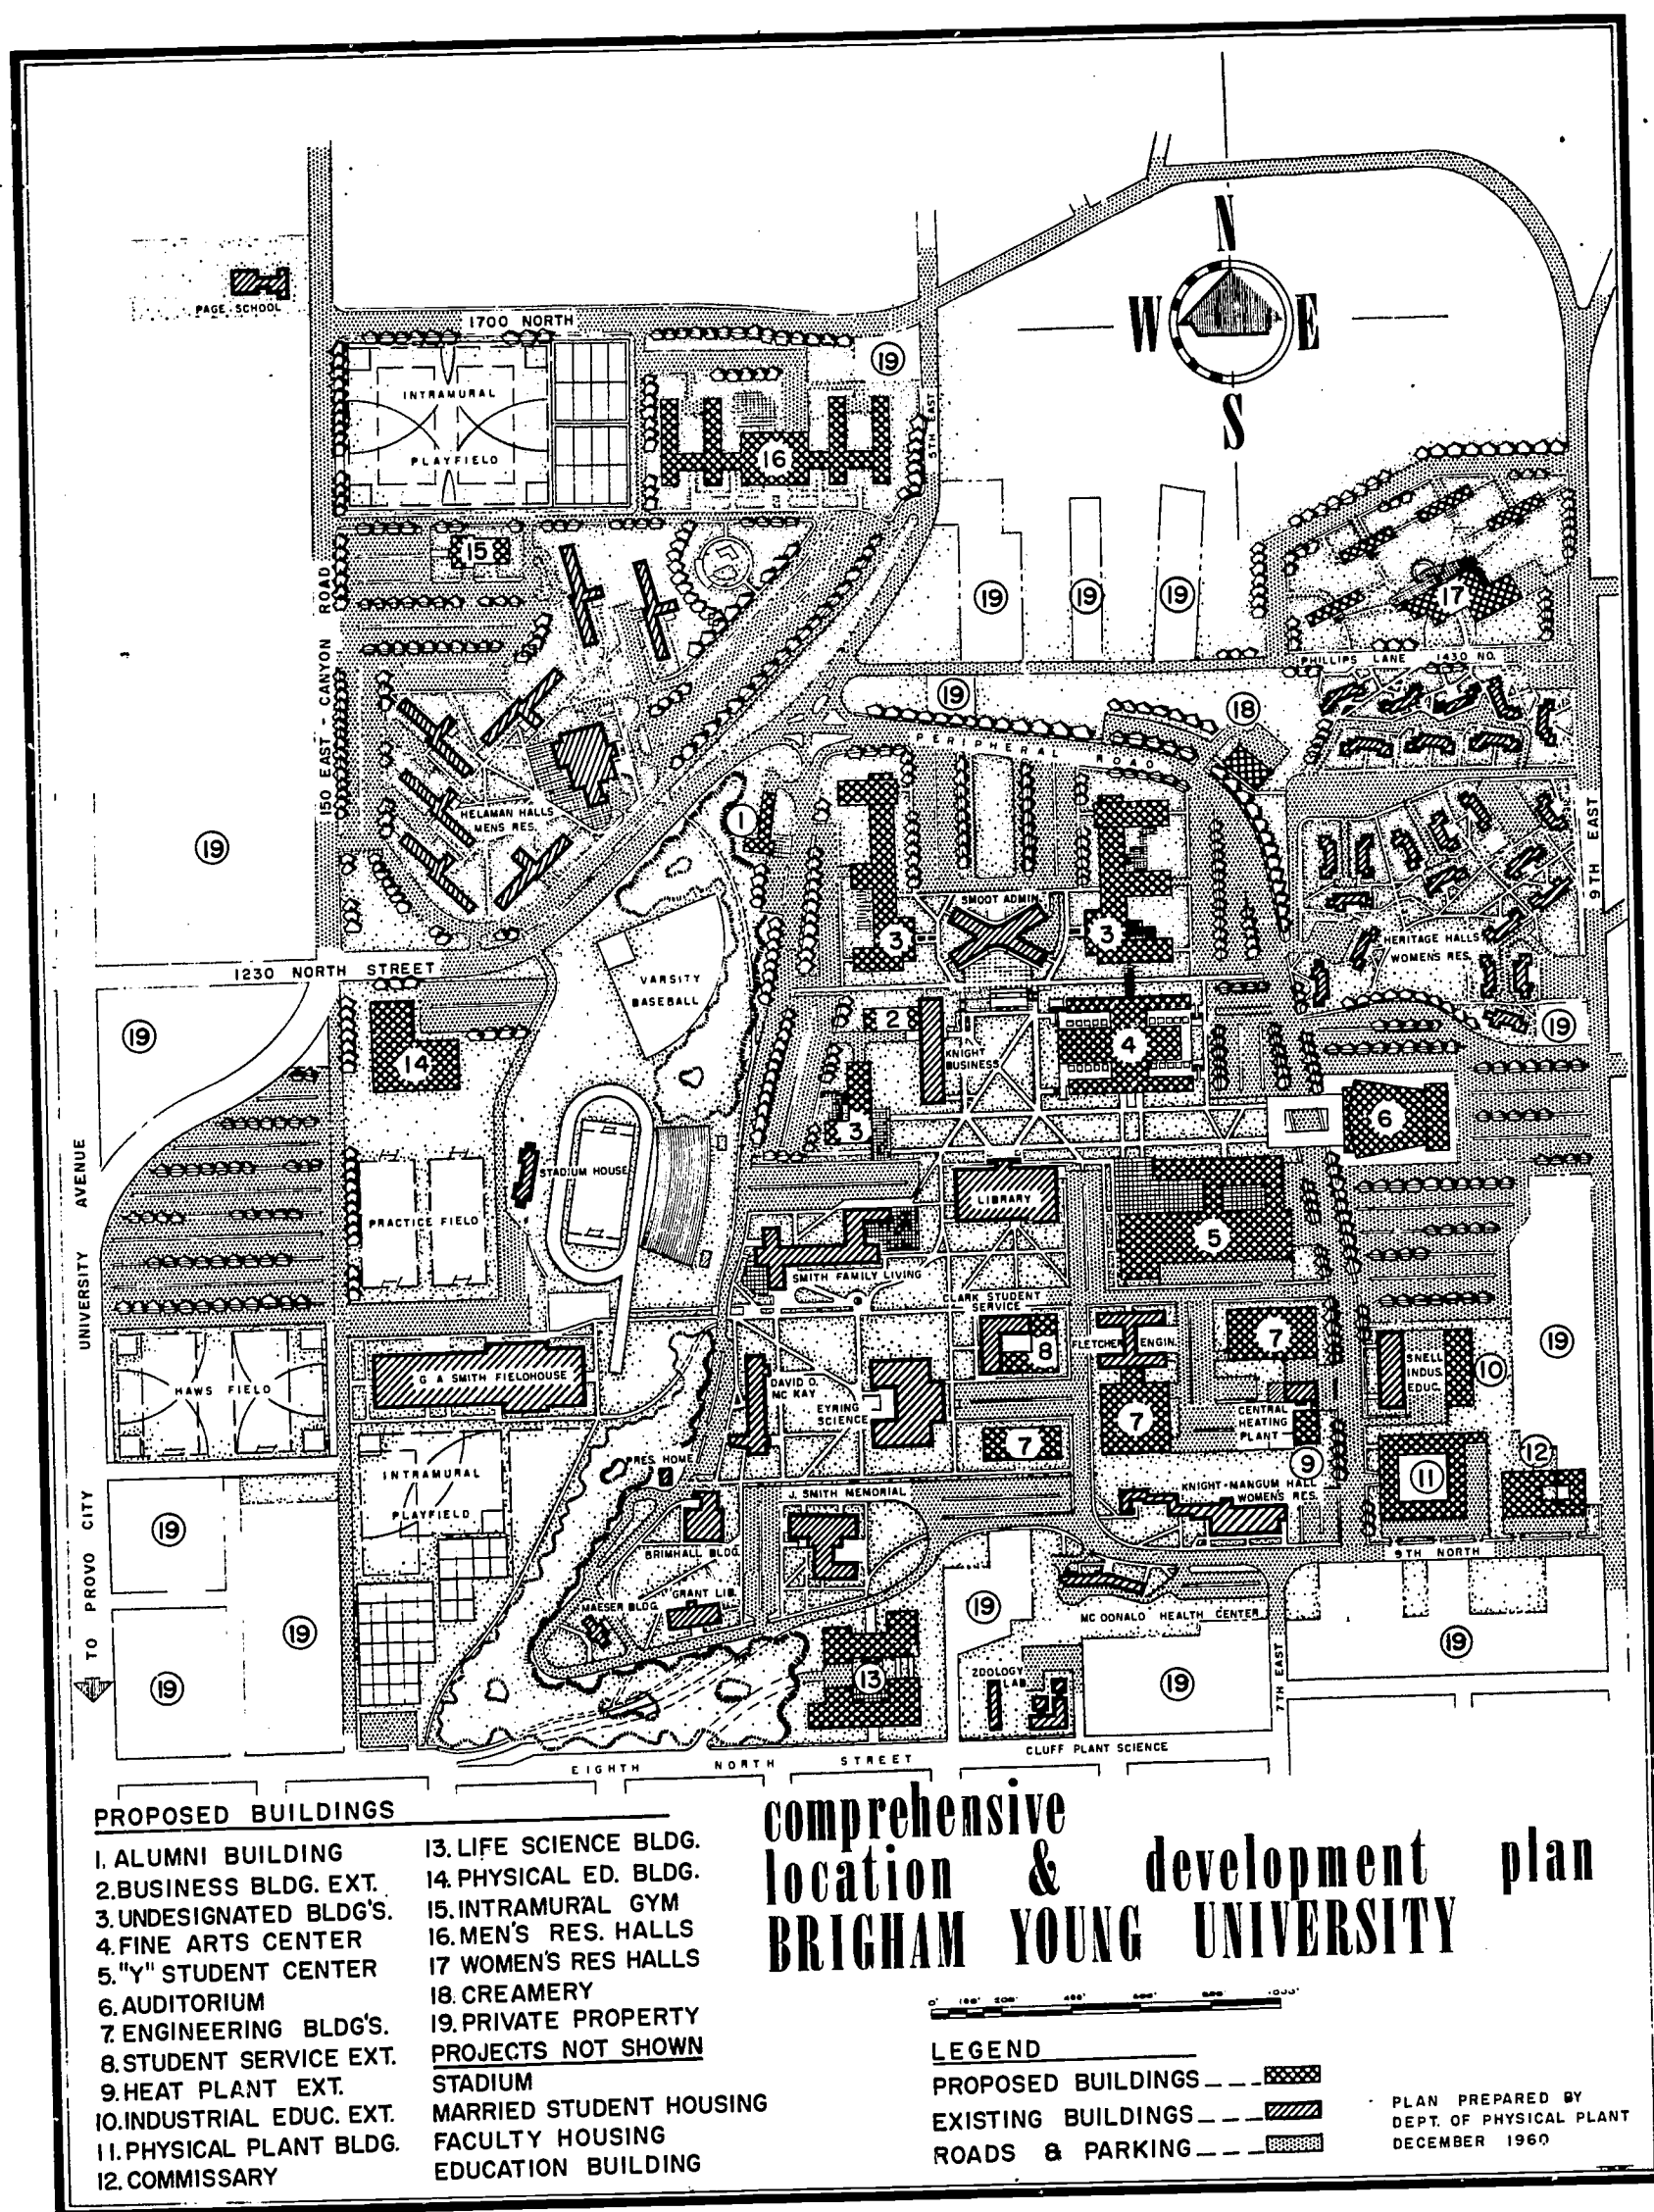 N
W
E
S
PAGE SCHOOL
1700 NORTH
19
INTRAMURAL
PLAYFIELD
5TH EAST
16
15
150 EAST - CANYON ROAD
19
19
19
17
PHILLIPS LANE 1430 NO.
19
18
PERIPHERAL ROAD
HELAMAN HALLS
MENS RES.
1
19
9TH EAST
SMOOT ADMIN
3
3
HERITAGE HALLS
WOMEN'S RES.
1230 NORTH STREET
VARSITY
BASEBALL
19
2
KNIGHT
BUSINESS
4
19
14
3
6
UNIVERSITY AVENUE
STADIUM HOUSE
LIBRARY
PRACTICE FIELD
5
SMITH FAMILY LIVING
CLARK STUDENT
SERVICE
8
FLETCHER ENGIN.
7
19
HAWS FIELD
G A SMITH FIELDHOUSE
DAVID O.
MC KAY
EYRING
SCIENCE
SNELL
INDUS.
EDUC.
10
7
7
CENTRAL
HEATING
PLANT
9
12
11
INTRAMURAL
PLAYFIELD
PRES. HOME
J. SMITH MEMORIAL
KNIGHT-MANGUM HALL
WOMEN'S RES.
19
BRIMHALL BLDG.
9TH NORTH
TO PROVO CITY
MAESER BLDG.
GRANT LIB.
19
MC DONALD HEALTH CENTER
19
19
19
13
ZOOLOGY
LAB
19
7TH EAST
CLUFF PLANT SCIENCE
EIGHTH NORTH STREET
PROPOSED BUILDINGS
1. ALUMNI BUILDING
2. BUSINESS BLDG. EXT.
3. UNDESIGNATED BLDG'S.
4. FINE ARTS CENTER
5. "Y" STUDENT CENTER
6. AUDITORIUM
7. ENGINEERING BLDG'S.
8. STUDENT SERVICE EXT.
9. HEAT PLANT EXT.
10. INDUSTRIAL EDUC. EXT.
11. PHYSICAL PLANT BLDG.
12. COMMISSARY
13. LIFE SCIENCE BLDG.
14. PHYSICAL ED. BLDG.
15. INTRAMURAL GYM
16. MEN'S RES. HALLS
17 WOMEN'S RES HALLS
18. CREAMERY
19. PRIVATE PROPERTY
PROJECTS NOT SHOWN
STADIUM
MARRIED STUDENT HOUSING
FACULTY HOUSING
EDUCATION BUILDING
comprehensive
location & development plan
BRIGHAM YOUNG UNIVERSITY
0' 100' 200' 400' 600' 800' 1000'
LEGEND
PROPOSED BUILDINGS
EXISTING BUILDINGS
ROADS & PARKING
PLAN PREPARED BY
DEPT. OF PHYSICAL PLANT
DECEMBER 1960